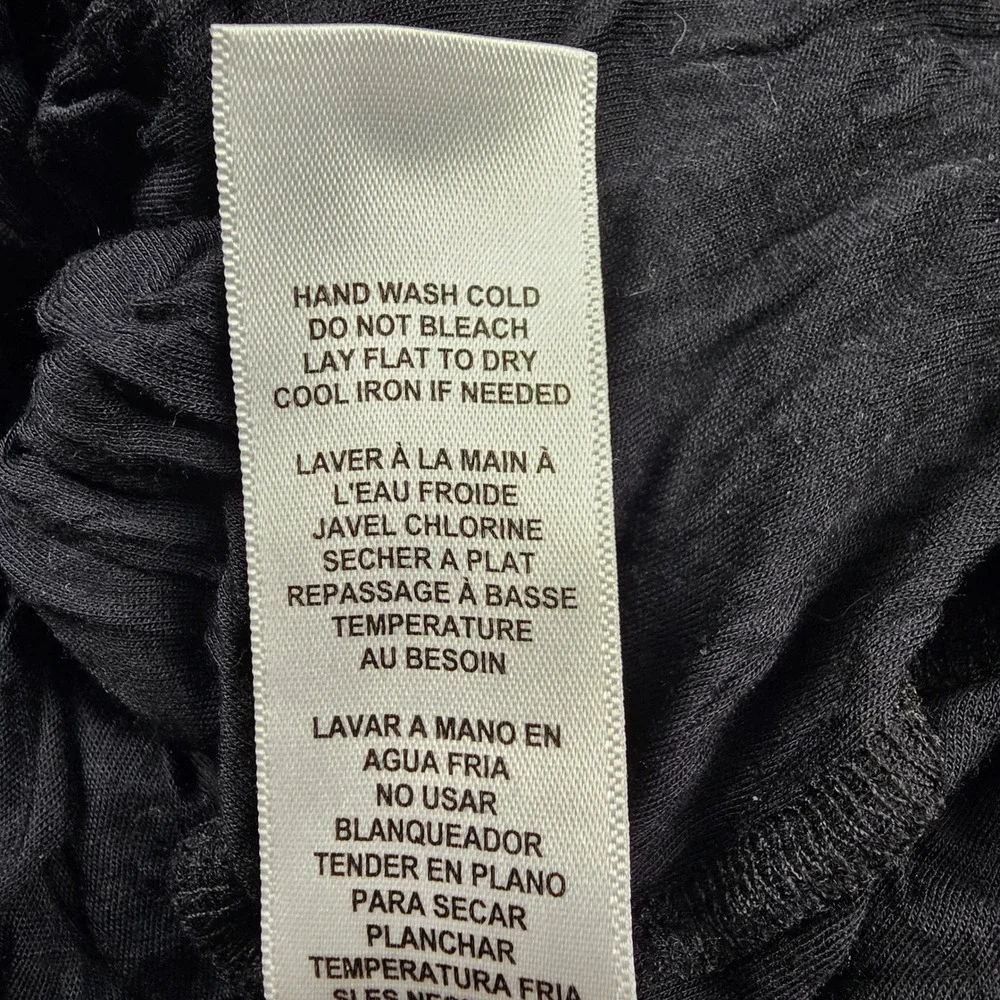 HAND WASH COLD
DO NOT BLEACH
LAY FLAT TO DRY
COOL IRON IF NEEDED
LAVER À LA MAIN À
L'EAU FROIDE
JAVEL CHLORINE
SECHER A PLAT
REPASSAGE À BASSE
TEMPERATURE
AU BESOIN
LAVAR A MANO EN
AGUA FRIA
NO USAR
BLANQUEADOR
TENDER EN PLANO
PARA SECAR
PLANCHAR
TEMPERATURA FRIA